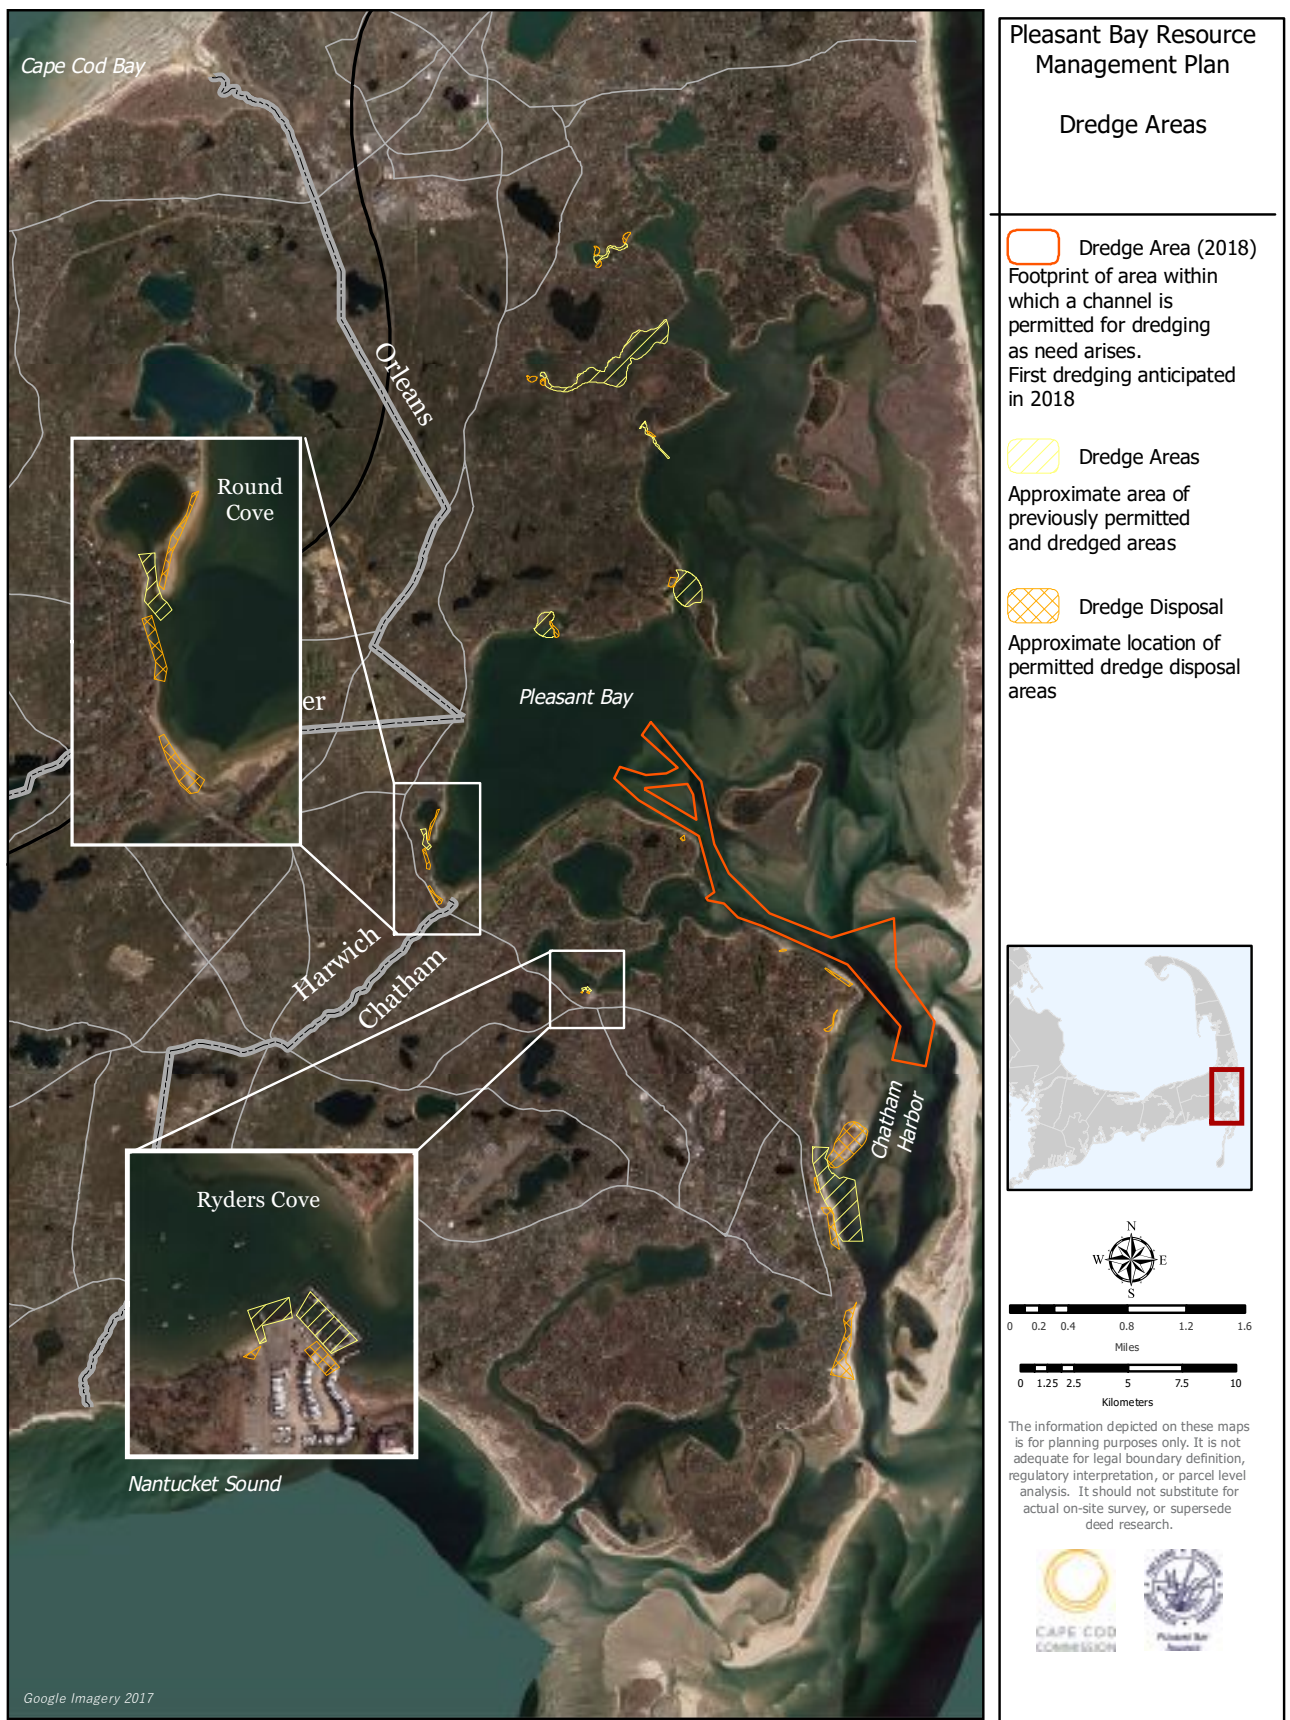 Cape Cod Bay
Orleans
Round
Cove
er
Pleasant Bay
Harwich
Chatham
Chatham
Harbor
Ryders Cove
Nantucket Sound
Google Imagery 2017
Pleasant Bay Resource
Management Plan
Dredge Areas
Dredge Area (2018)
Footprint of area within
which a channel is
permitted for dredging
as need arises.
First dredging anticipated
in 2018
Dredge Areas
Approximate area of
previously permitted
and dredged areas
Dredge Disposal
Approximate location of
permitted dredge disposal
areas
N
W E
S
0 0.2 0.4 0.8 1.2 1.6
Miles
0 1.25 2.5 5 7.5 10
Kilometers
The information depicted on these maps
is for planning purposes only. It is not
adequate for legal boundary definition,
regulatory interpretation, or parcel level
analysis. It should not substitute for
actual on-site survey, or supersede
deed research.
CAPE COD
COMMISSION
Pleasant Bay
Alliance